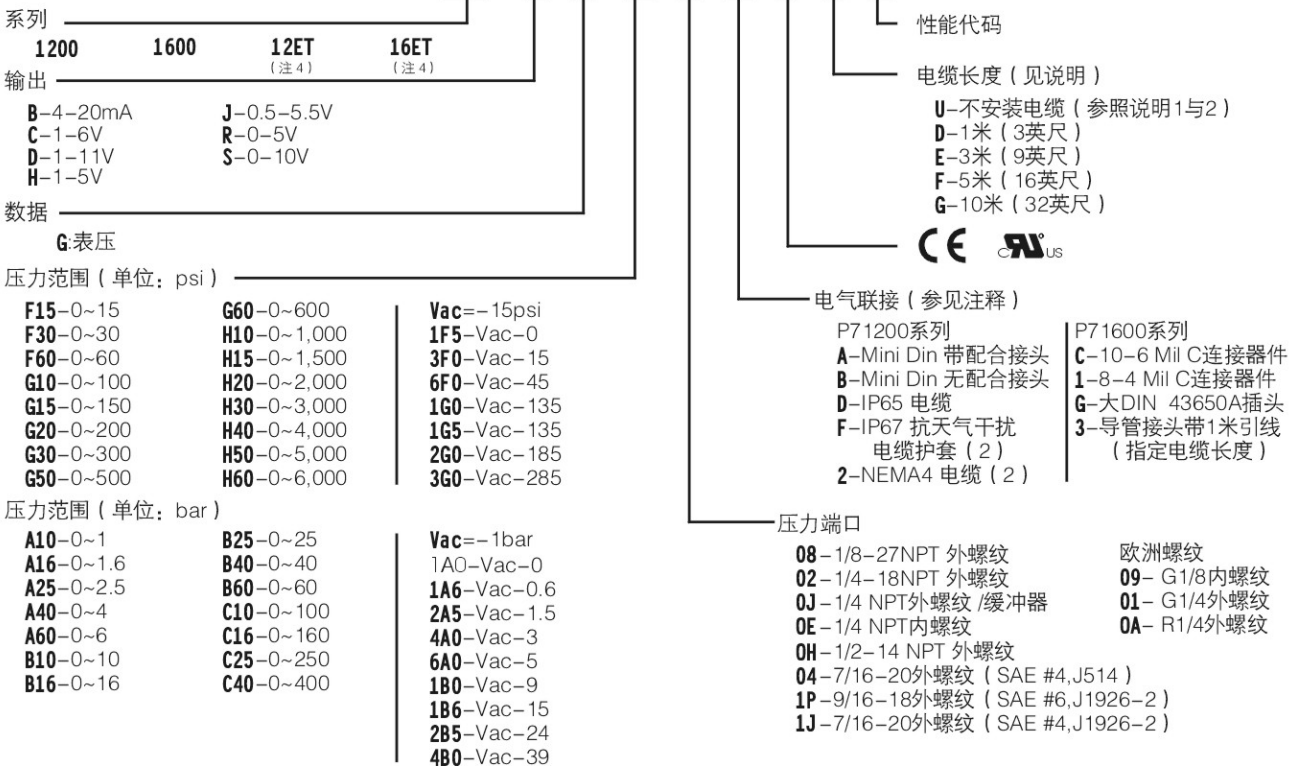 系列
1200 1600 12ET 16ET
(注4) (注4)
输出
B-4-20mA J-0.5-5.5V
C-1-6V R-0-5V
D-1-11V S-0-10V
H-1-5V
数据
G:表压
压力范围(单位:psi)
F15-0~15 G60-0~600 Vac=-15psi
F30-0~30 H10-0~1,000 1F5-Vac-0
F60-0~60 H15-0~1,500 3F0-Vac-15
G10-0~100 H20-0~2,000 6F0-Vac-45
G15-0~150 H30-0~3,000 1G0-Vac-135
G20-0~200 H40-0~4,000 1G5-Vac-135
G30-0~300 H50-0~5,000 2G0-Vac-185
G50-0~500 H60-0~6,000 3G0-Vac-285
压力范围(单位:bar)
A10-0~1 B25-0~25 Vac=-1bar
A16-0~1.6 B40-0~40 1A0-Vac-0
A25-0~2.5 B60-0~60 1A6-Vac-0.6
A40-0~4 C10-0~100 2A5-Vac-1.5
A60-0~6 C16-0~160 4A0-Vac-3
B10-0~10 C25-0~250 6A0-Vac-5
B16-0~16 C40-0~400 1B0-Vac-9
1B6-Vac-15
2B5-Vac-24
4B0-Vac-39
性能代码
电缆长度(见说明)
U-不安装电缆(参照说明1与2)
D-1米(3英尺)
E-3米(9英尺)
F-5米(16英尺)
G-10米(32英尺)
CE c RU US
电气联接(参见注释)
P71200系列 P71600系列
A-Mini Din 带配合接头 C-10-6 Mil C连接器件
B-Mini Din 无配合接头 1-8-4 Mil C连接器件
D-IP65 电缆 G-大DIN 43650A插头
F-IP67 抗天气干扰 3-导管接头带1米引线
电缆护套(2) (指定电缆长度)
2-NEMA4 电缆(2)
压力端口
08-1/8-27NPT 外螺纹 欧洲螺纹
02-1/4-18NPT 外螺纹 09- G1/8内螺纹
0J-1/4 NPT外螺纹 /缓冲器 01- G1/4外螺纹
0E-1/4 NPT内螺纹 0A- R1/4外螺纹
0H-1/2-14 NPT 外螺纹
04-7/16-20外螺纹(SAE #4,J514)
1P-9/16-18外螺纹(SAE #6,J1926-2)
1J-7/16-20外螺纹(SAE #4,J1926-2)